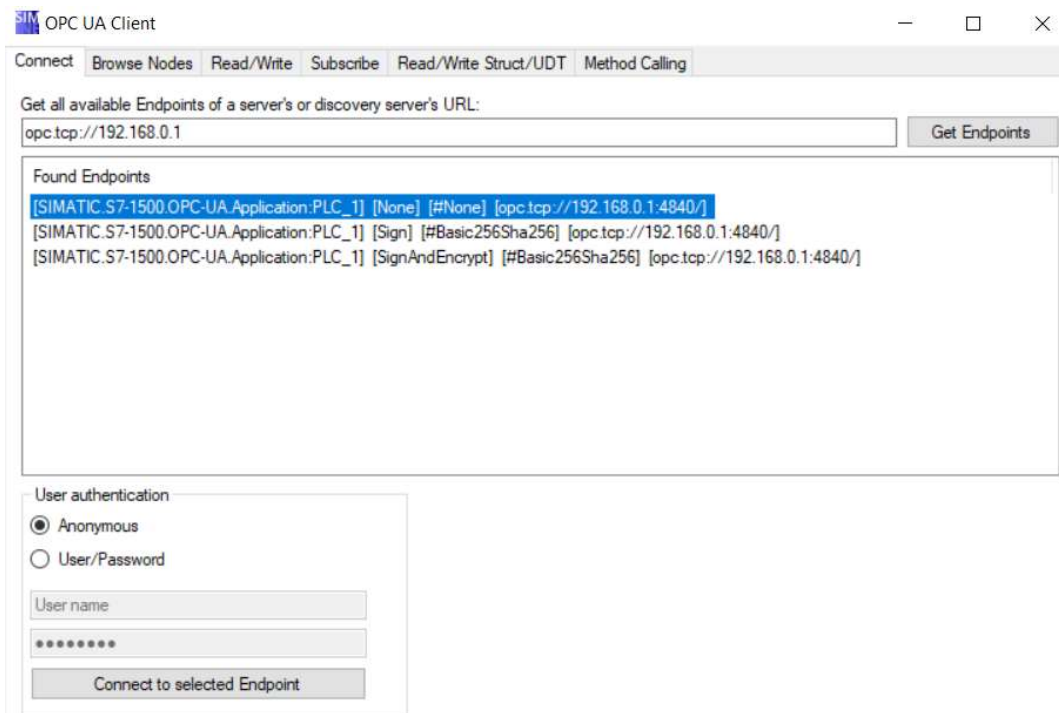 SIM OPC UA Client
Connect Browse Nodes Read/Write Subscribe Read/Write Struct/UDT Method Calling
Get all available Endpoints of a server's or discovery server's URL:
opc.tcp://192.168.0.1 Get Endpoints
Found Endpoints
[SIMATIC.S7-1500.OPC-UA.Application:PLC_1] [None] [#None] [opc.tcp://192.168.0.1:4840/]
[SIMATIC.S7-1500.OPC-UA.Application:PLC_1] [Sign] [#Basic256Sha256] [opc.tcp://192.168.0.1:4840/]
[SIMATIC.S7-1500.OPC-UA.Application:PLC_1] [SignAndEncrypt] [#Basic256Sha256] [opc.tcp://192.168.0.1:4840/]
User authentication
Anonymous
User/Password
User name
●●●●●●●●
Connect to selected Endpoint